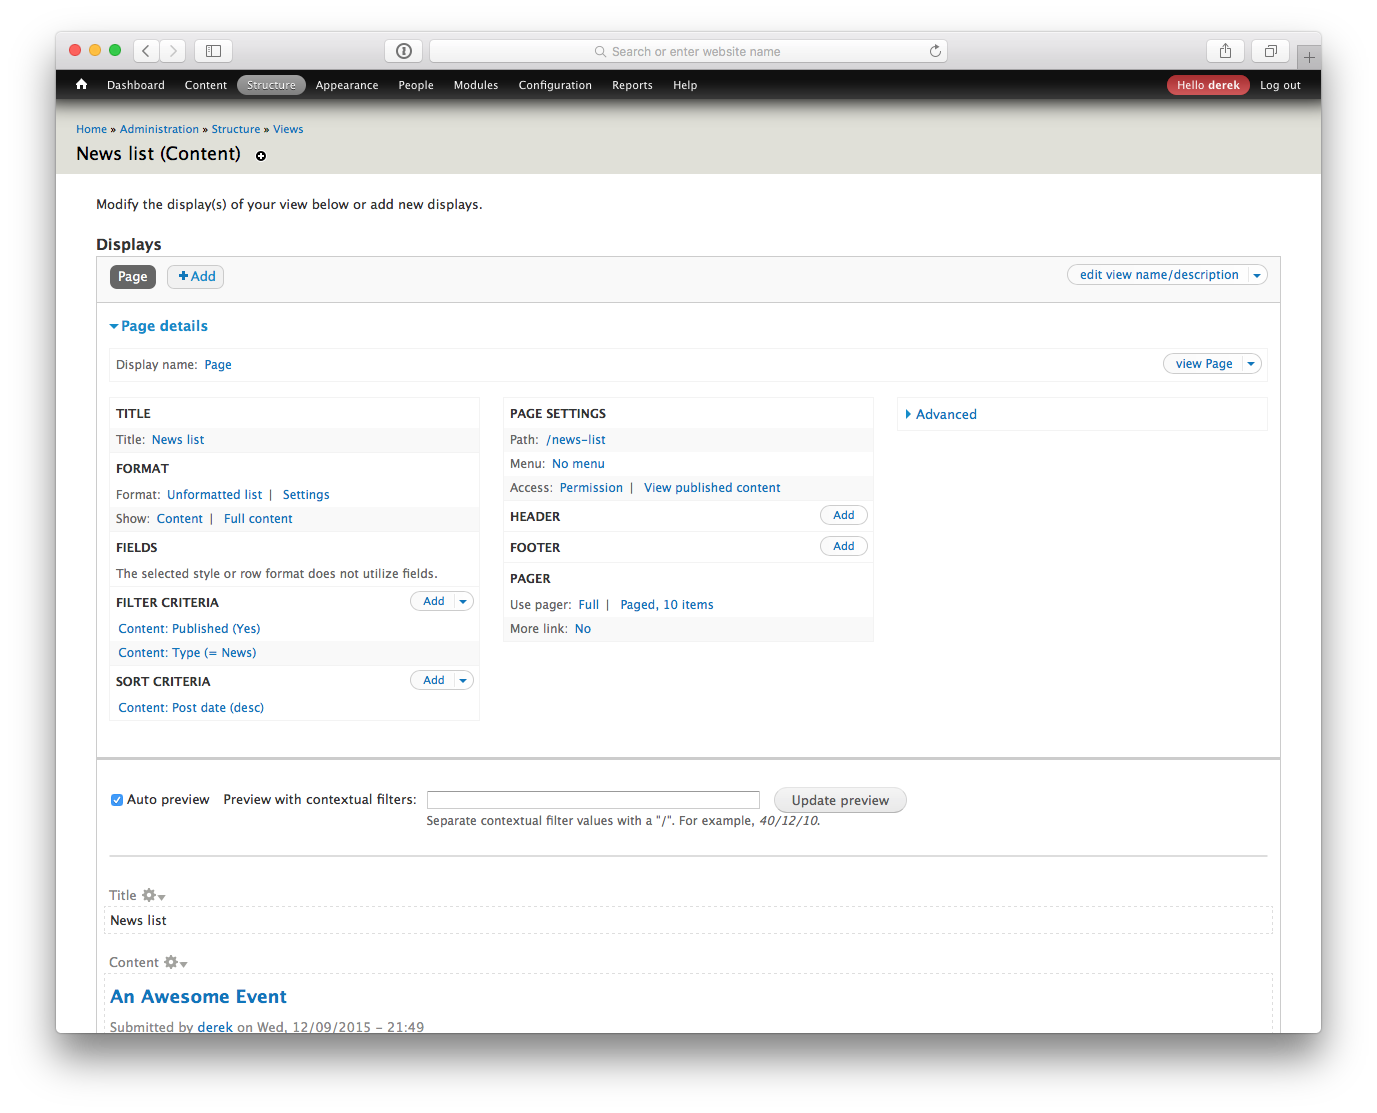 Search or enter website name
Dashboard Content Structure Appearance People Modules Configuration Reports Help Hello derek Log out
Home » Administration » Structure » Views
News list (Content)
Modify the display(s) of your view below or add new displays.
Displays
Page Add edit view name/description
Page details
Display name: Page view Page
TITLE
Title: News list
FORMAT
Format: Unformatted list | Settings
Show: Content | Full content
FIELDS
The selected style or row format does not utilize fields.
FILTER CRITERIA Add
Content: Published (Yes)
Content: Type (= News)
SORT CRITERIA Add
Content: Post date (desc)
PAGE SETTINGS
Path: /news-list
Menu: No menu
Access: Permission | View published content
HEADER Add
FOOTER Add
PAGER
Use pager: Full | Paged, 10 items
More link: No
Advanced
Auto preview Preview with contextual filters: Update preview
Separate contextual filter values with a "/". For example, 40/12/10.
Title
News list
Content
An Awesome Event
Submitted by derek on Wed, 12/09/2015 - 21:49